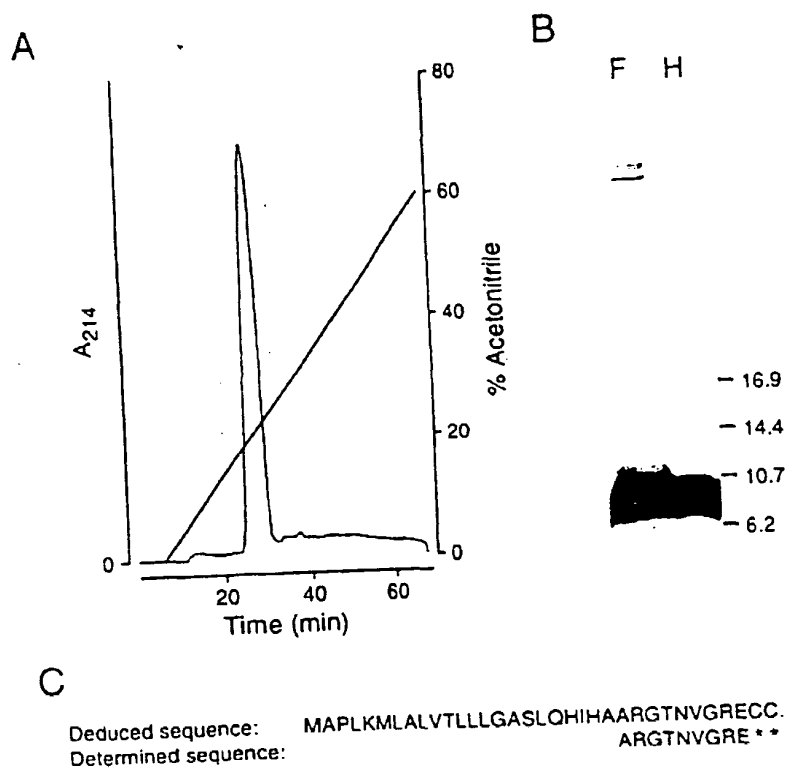 A
B
F H
80
60
40
20
0
% Acetonitrile
A214
0
20 40 60
Time (min)
16.9
14.4
10.7
6.2
C
Deduced sequence: MAPLKMLALVTLLLGASLQHIHAARGTNVGRECC.
Determined sequence: ARGTNVGRE**